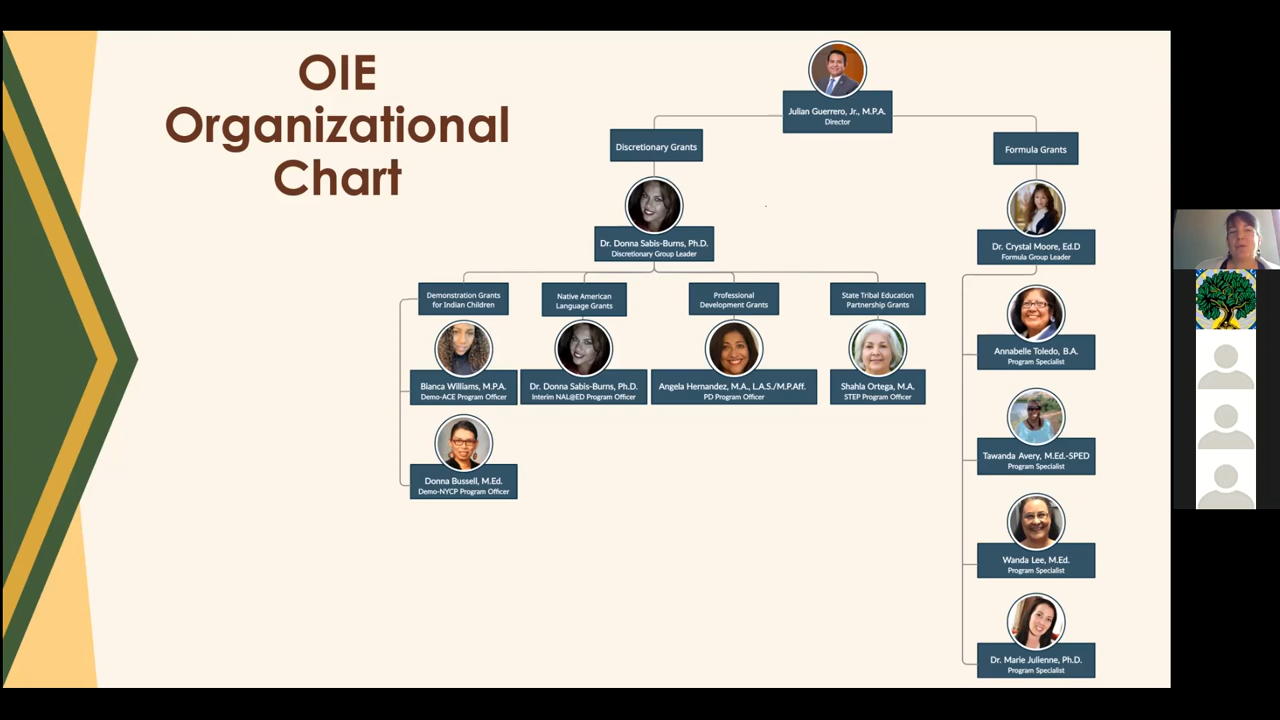 OIE
Organizational
Chart
Julian Guerrero, Jr., M.P.A.
Director
Discretionary Grants
Formula Grants
Dr. Donna Sabis-Burns, Ph.D.
Discretionary Group Leader
Dr. Crystal Moore, Ed.D
Formula Group Leader
Demonstration Grants
for Indian Children
Native American
Language Grants
Professional
Development Grants
State Tribal Education
Partnership Grants
Bianca Williams, M.P.A.
Demo-ACE Program Officer
Dr. Donna Sabis-Burns, Ph.D.
Interim NAL@ED Program Officer
Angela Hernandez, M.A., L.A.S./M.P.Aff.
PD Program Officer
Shahla Ortega, M.A.
STEP Program Officer
Donna Bussell, M.Ed.
Demo-NYCP Program Officer
Annabelle Toledo, B.A.
Program Specialist
Tawanda Avery, M.Ed.-SPED
Program Specialist
Wanda Lee, M.Ed.
Program Specialist
Dr. Marie Julienne, Ph.D.
Program Specialist